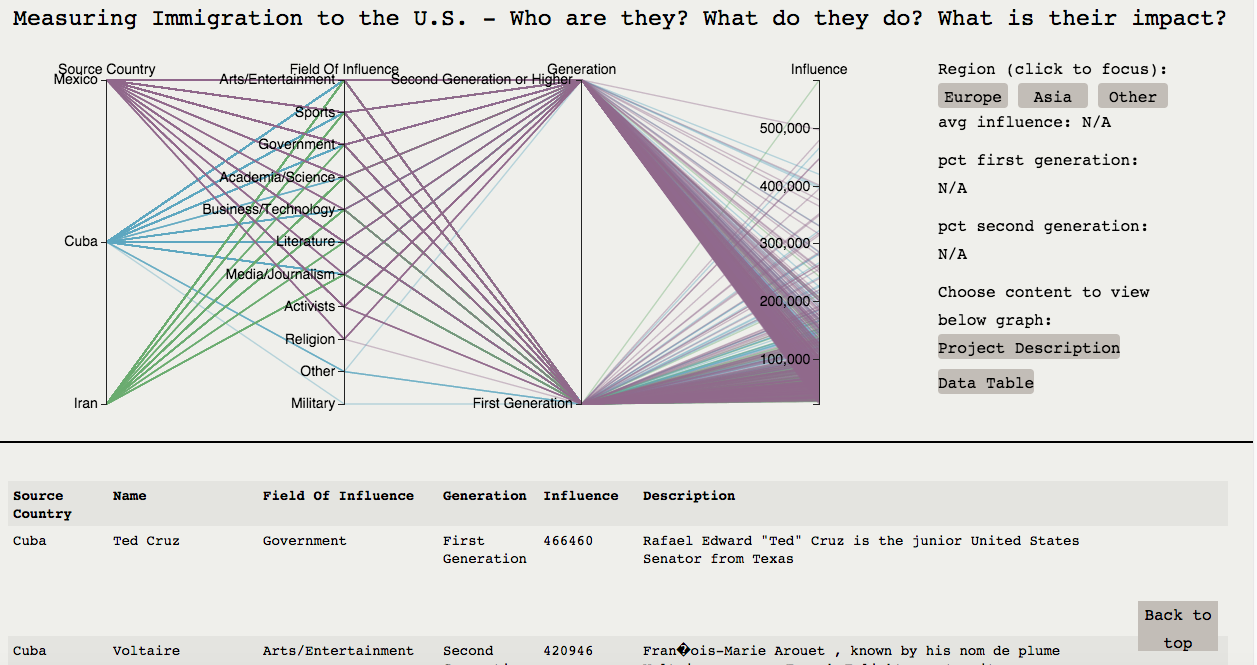 Measuring Immigration to the U.S. - Who are they? What do they do? What is their impact?
Source Country
Field Of Influence
Generation
Influence
Mexico
Cuba
Iran
Arts/Entertainment
Sports
Government
Academia/Science
Business/Technology
Literature
Media/Journalism
Activists
Religion
Other
Military
Second Generation or Higher
First Generation
500,000
400,000
300,000
200,000
100,000
Region (click to focus):
Europe Asia Other
avg influence: N/A
pct first generation:
N/A
pct second generation:
N/A
Choose content to view
below graph:
Project Description
Data Table
Source Name Field Of Influence Generation Influence Description
Country
Cuba Ted Cruz Government First 466460 Rafael Edward "Ted" Cruz is the junior United States
Generation Senator from Texas
Back to
top
Cuba Voltaire Arts/Entertainment Second 420946 Fran�ois-Marie Arouet , known by his nom de plume